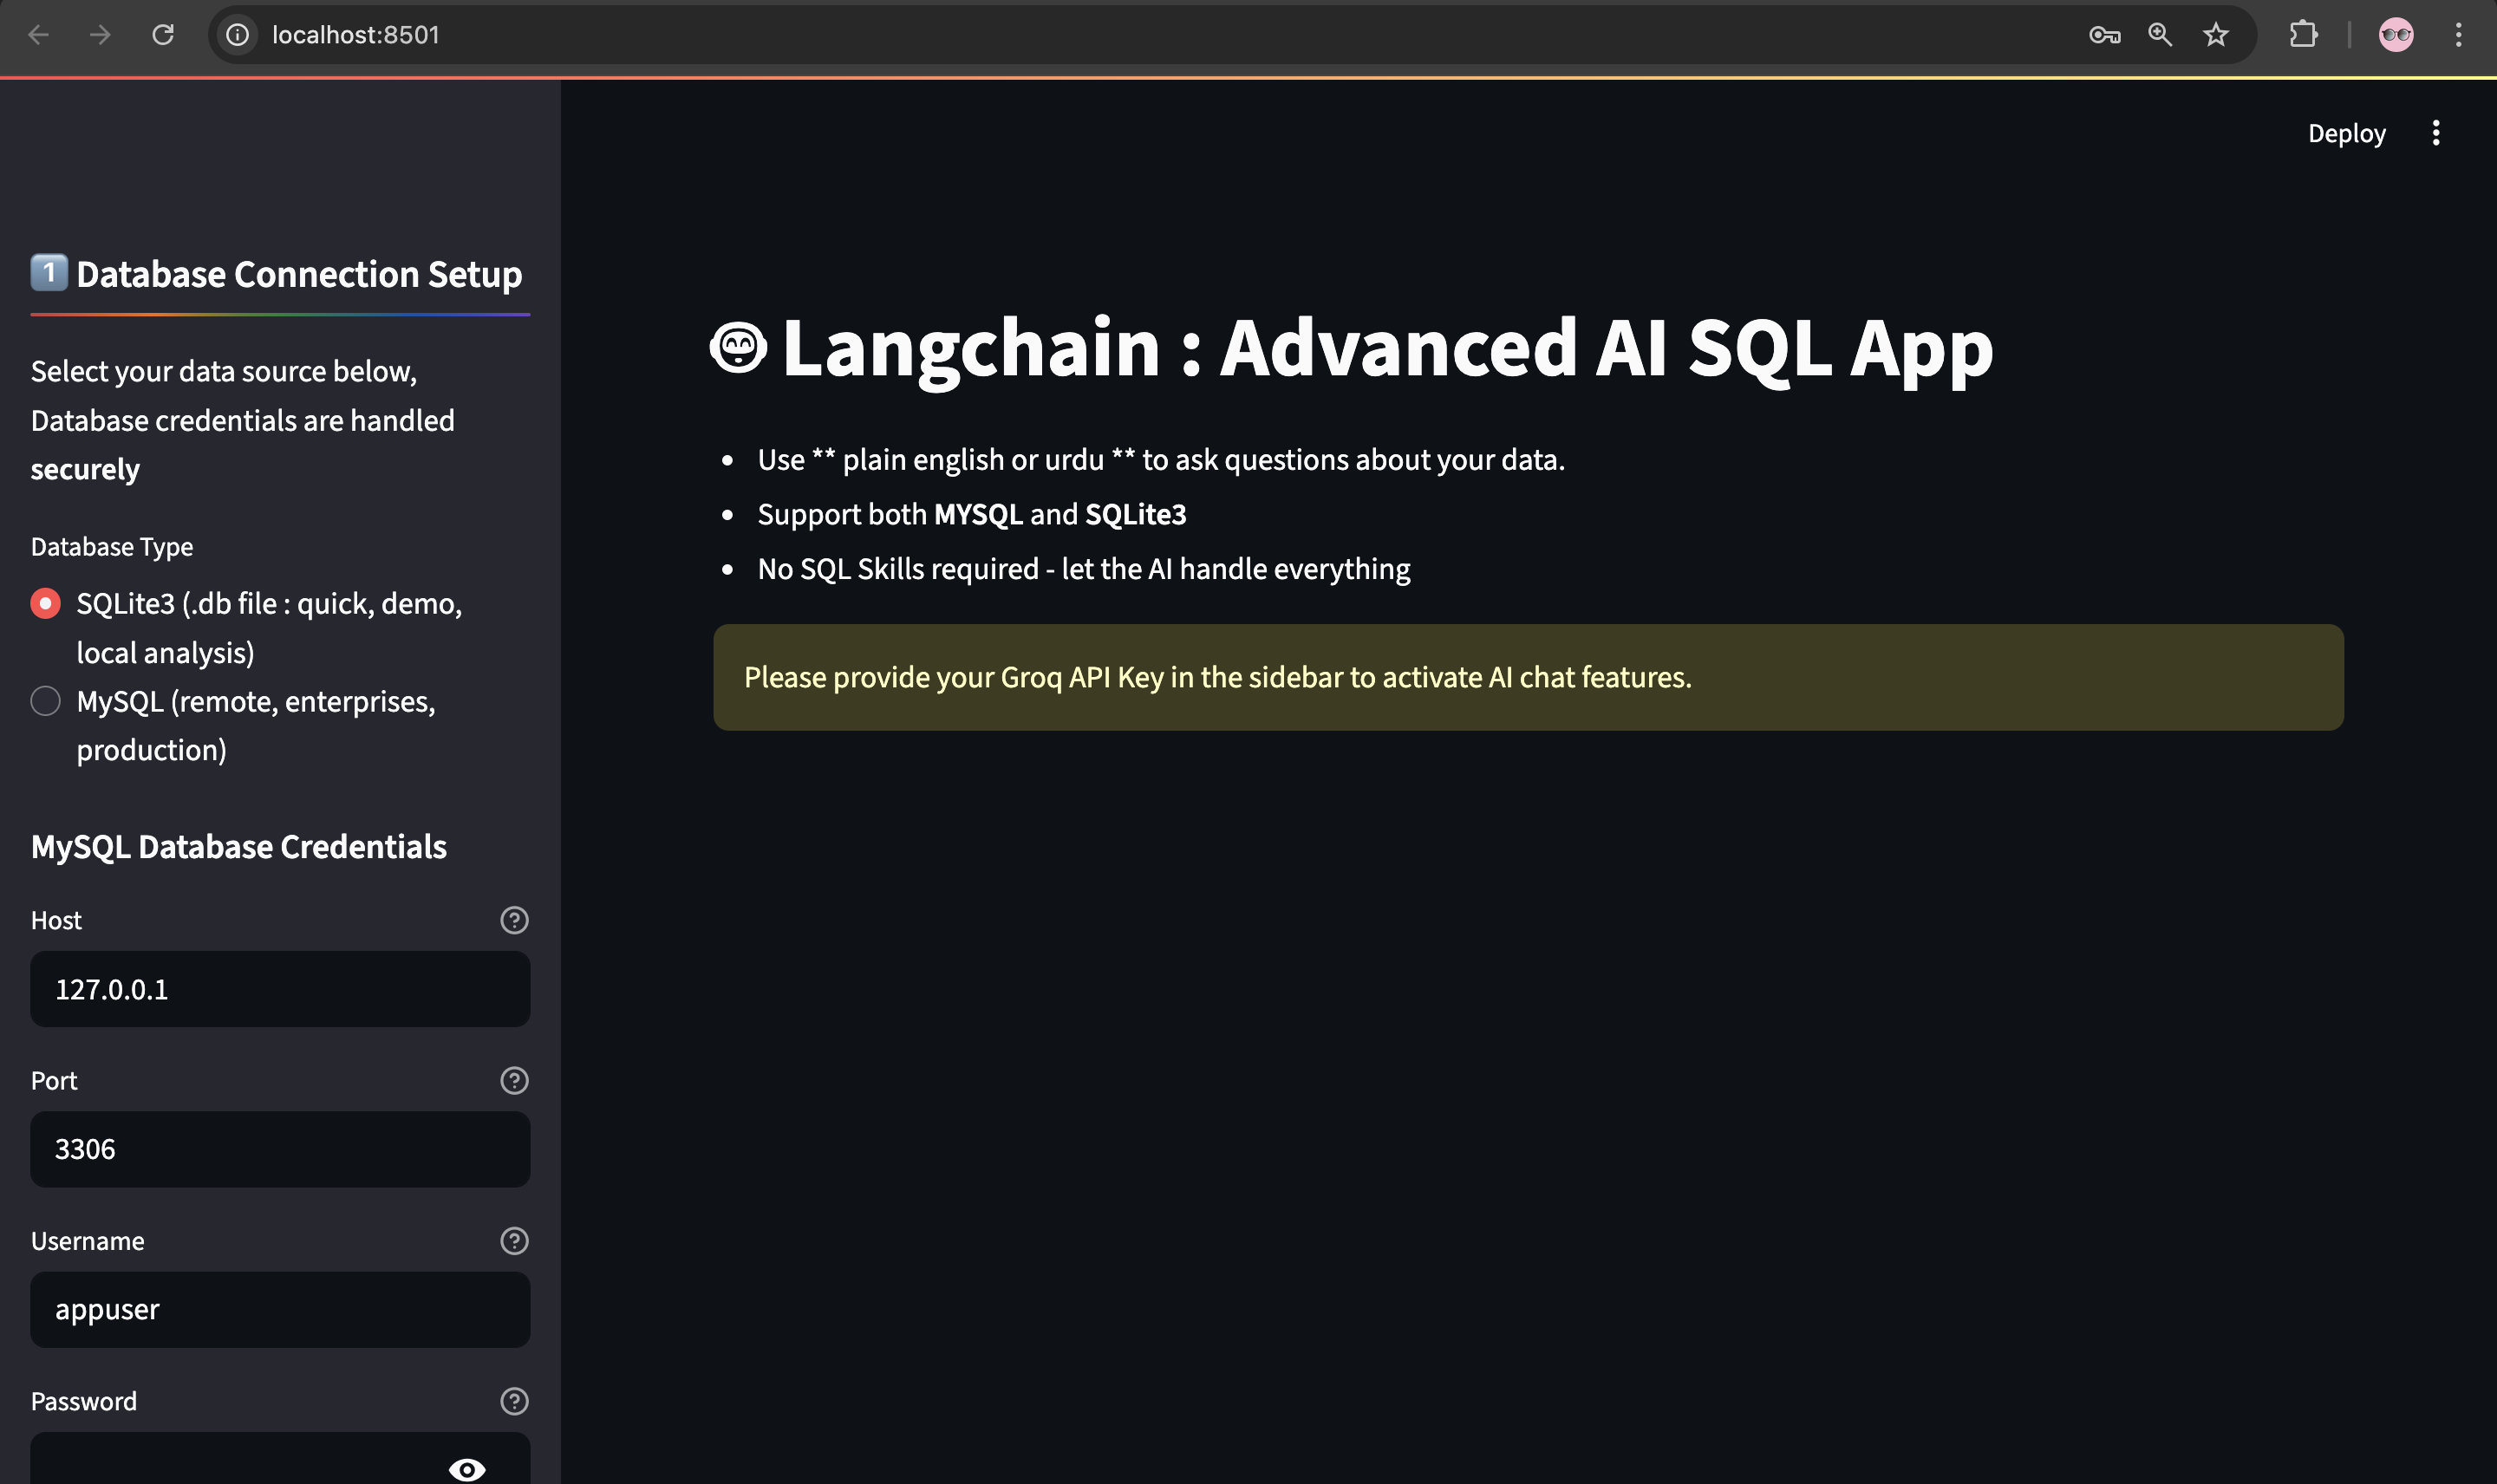 localhost:8501
Deploy
1 Database Connection Setup
Select your data source below,
Database credentials are handled
securely
Database Type
SQLite3 (.db file : quick, demo,
local analysis)
MySQL (remote, enterprises,
production)
MySQL Database Credentials
Host
127.0.0.1
Port
3306
Username
appuser
Password
Langchain : Advanced AI SQL App
Use ** plain english or urdu ** to ask questions about your data.
Support both MYSQL and SQLite3
No SQL Skills required - let the AI handle everything
Please provide your Groq API Key in the sidebar to activate AI chat features.